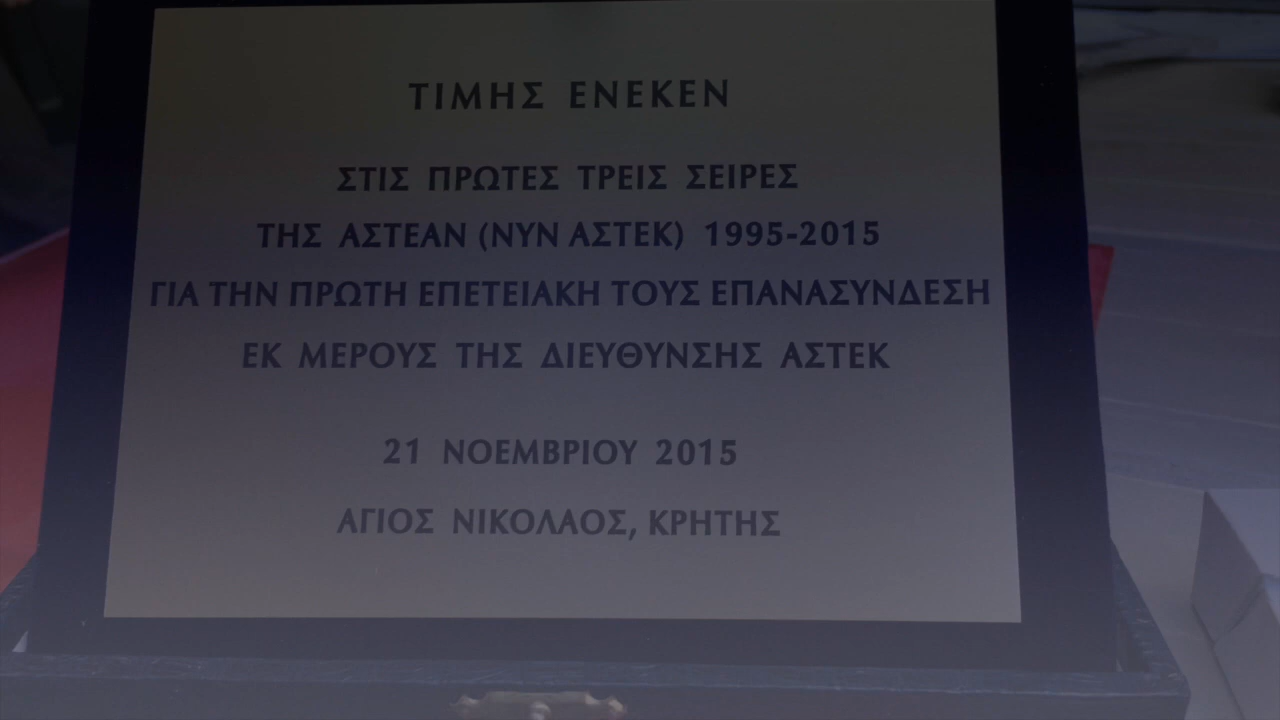 ΤΙΜΗΣ ΕΝΕΚΕΝ
ΣΤΙΣ ΠΡΩΤΕΣ ΤΡΕΙΣ ΣΕΙΡΕΣ
ΤΗΣ ΑΣΤΕΑΝ (ΝΥΝ ΑΣΤΕΚ) 1995-2015
ΓΙΑ ΤΗΝ ΠΡΩΤΗ ΕΠΕΤΕΙΑΚΗ ΤΟΥΣ ΕΠΑΝΑΣΥΝΔΕΣΗ
ΕΚ ΜΕΡΟΥΣ ΤΗΣ ΔΙΕΥΘΥΝΣΗΣ ΑΣΤΕΚ
21 ΝΟΕΜΒΡΙΟΥ 2015
ΑΓΙΟΣ ΝΙΚΟΛΑΟΣ, ΚΡΗΤΗΣ